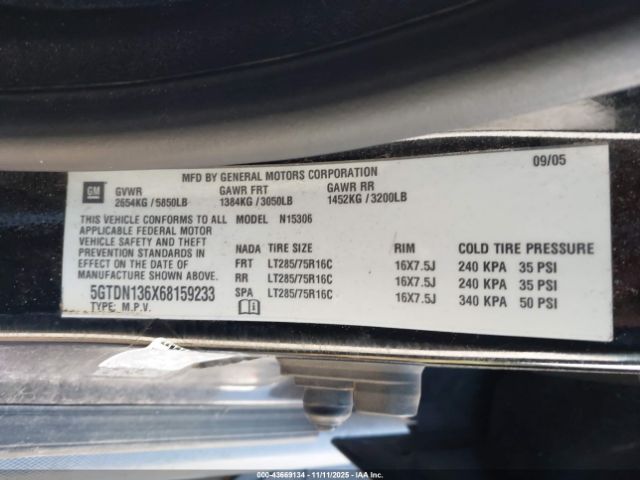 MFD BY GENERAL MOTORS CORPORATION 09/05
GM
GVWR GAWR FRT GAWR RR
2654KG / 5850LB 1384KG / 3050LB 1452KG / 3200LB
THIS VEHICLE CONFORMS TO ALL MODEL N15306
APPLICABLE FEDERAL MOTOR
VEHICLE SAFETY AND THEFT
PREVENTION STANDARDS IN
EFFECT ON THE DATE OF
MANUFACTURE SHOWN ABOVE.
5GTDN136X68159233
TYPE: M.P.V.
NADA TIRE SIZE RIM COLD TIRE PRESSURE
FRT LT285/75R16C 16X7.5J 240 KPA 35 PSI
RR LT285/75R16C 16X7.5J 240 KPA 35 PSI
SPA LT285/75R16C 16X7.5J 340 KPA 50 PSI
000-43669134 - 11/11/2025 - IAAI.com